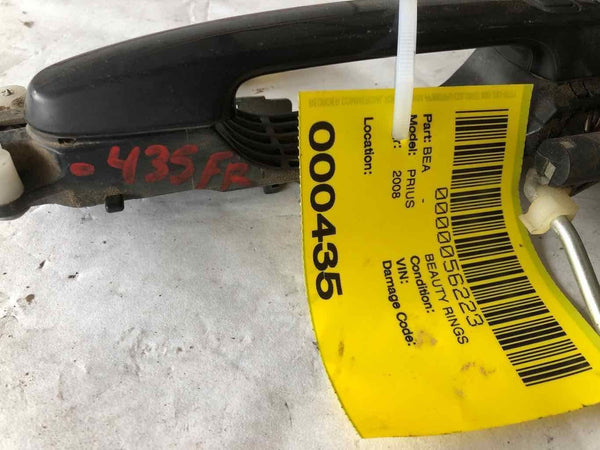 -435FR
000435
0000056223
Part: BEA - BEAUTY RINGS
Model: PRIUS Condition:
r: 2008 VIN:
Location: Damage Code: